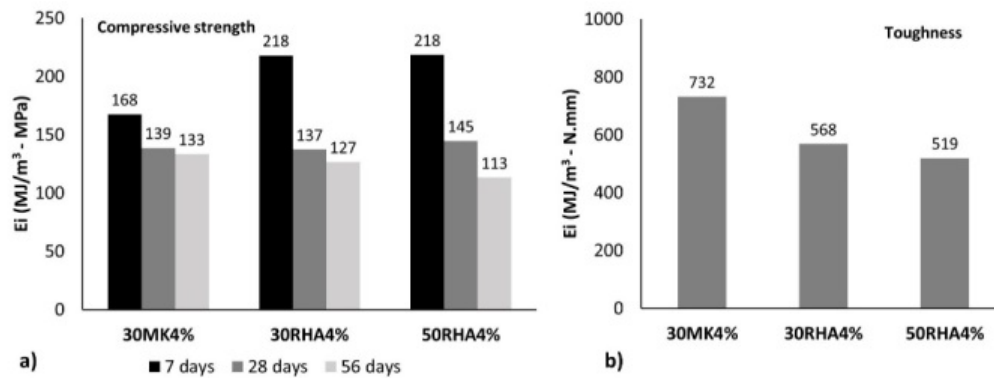 Compressive strength
Ei (MJ/m³ - MPa)
250
200
150
100
50
0
168
139
133
218
137
127
218
145
113
30MK4%
30RHA4%
50RHA4%
a)
7 days
28 days
56 days
Toughness
Ei (MJ/m³ - N.mm)
1000
800
600
400
200
0
732
568
519
30MK4%
30RHA4%
50RHA4%
b)